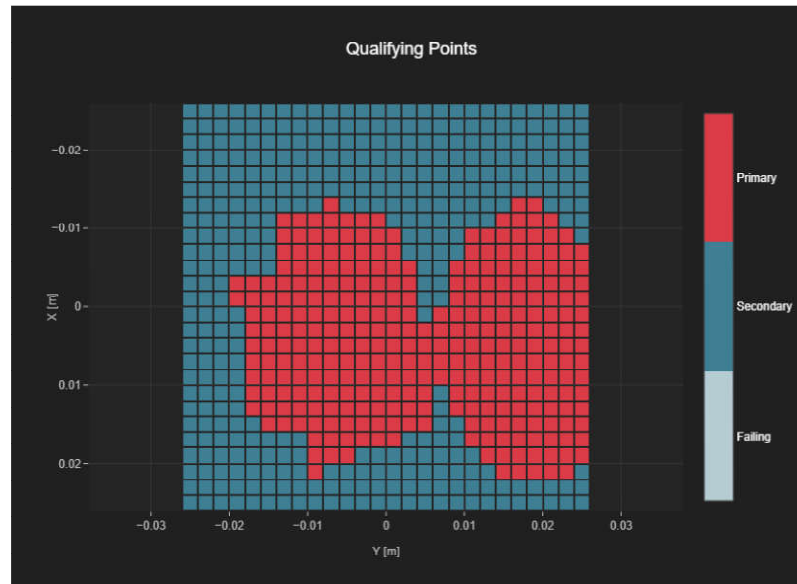 Qualifying Points
Primary
−0.02
−0.01
X [m]
0
Secondary
0.01
Failing
0.02
−0.03 −0.02 −0.01 0 0.01 0.02 0.03
Y [m]